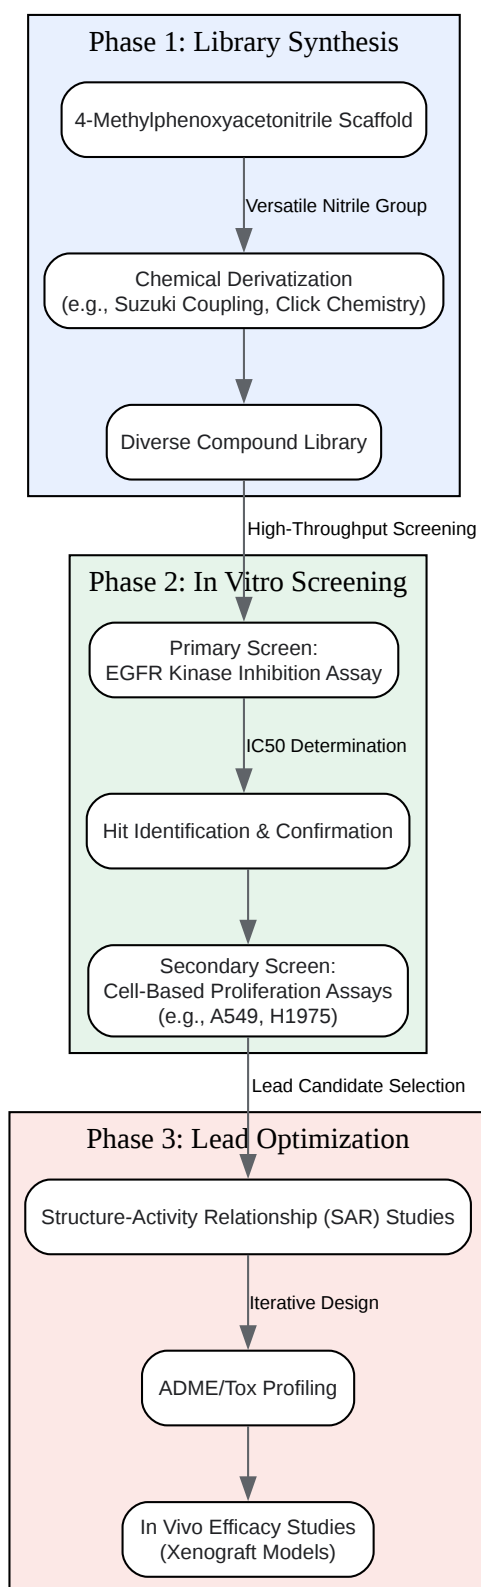 Phase 1: Library Synthesis
4-Methylphenoxyacetonitrile Scaffold
Versatile Nitrile Group
Chemical Derivatization
(e.g., Suzuki Coupling, Click Chemistry)
Diverse Compound Library
High-Throughput Screening
Phase 2: In Vitro Screening
Primary Screen:
EGFR Kinase Inhibition Assay
IC50 Determination
Hit Identification & Confirmation
Secondary Screen:
Cell-Based Proliferation Assays
(e.g., A549, H1975)
Lead Candidate Selection
Phase 3: Lead Optimization
Structure-Activity Relationship (SAR) Studies
Iterative Design
ADME/Tox Profiling
In Vivo Efficacy Studies
(Xenograft Models)